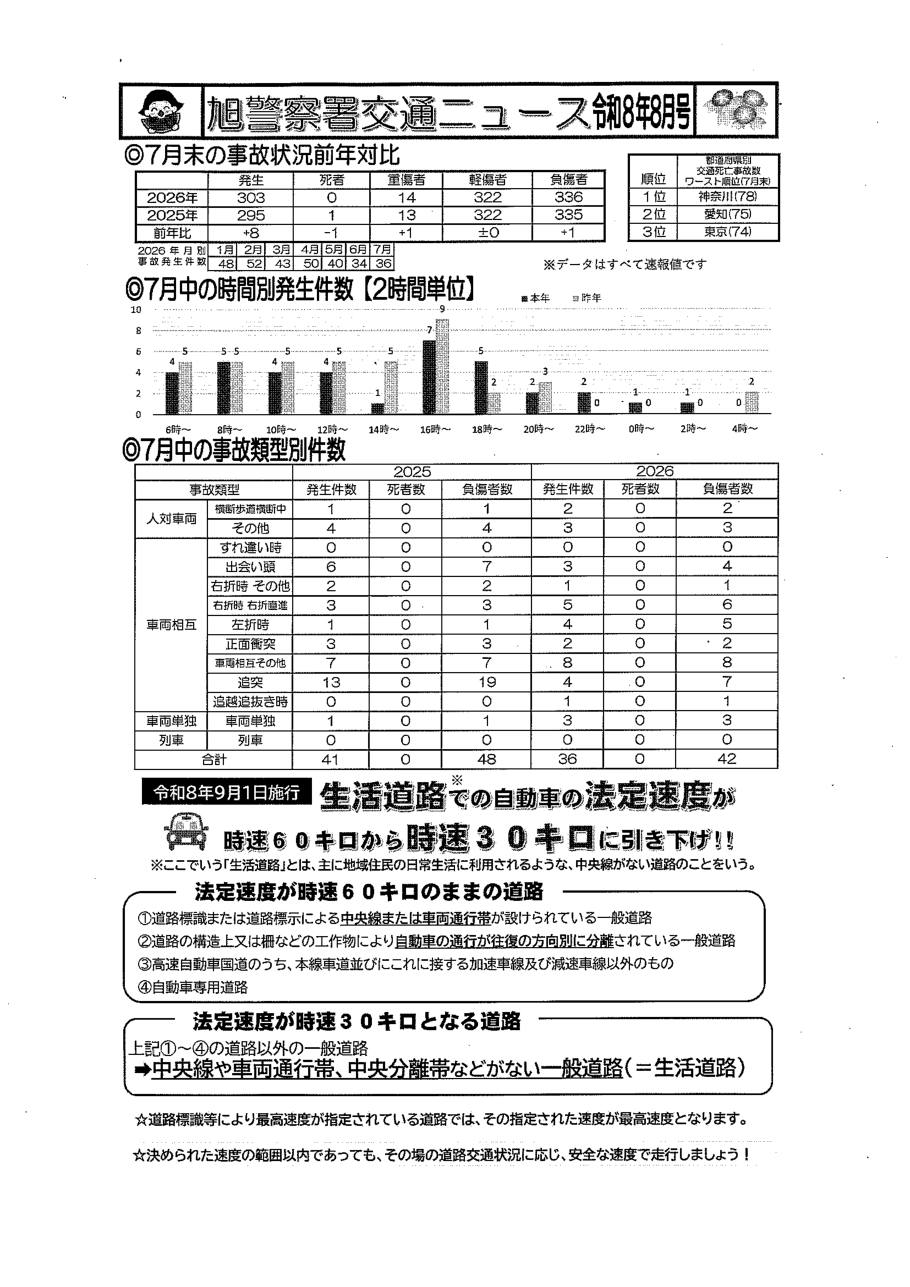 旭警察署交通ニュース 令和8年8月号
◎7月末の事故状況前年対比
発生 死者 重傷者 軽傷者 負傷者
2026年 303 0 14 322 336
2025年 295 1 13 322 335
前年比 +8 −1 +1 ±0 +1
順位 都道府県別交通死亡事故数ワースト順位(7月末)
1位 神奈川(78)
2位 愛知(75)
3位 東京(74)
2026年月別事故発生件数 1月 2月 3月 4月 5月 6月 7月
48 52 43 50 40 34 36
※データはすべて速報値です
◎7月中の時間別発生件数【2時間単位】
■本年 ■昨年
10
8
6
4
2
0
4 5 5 5 4 5 4 5 1 5 7 9 5 2 2 3 2 0 1 0 1 0 0 2
6時～ 8時～ 10時～ 12時～ 14時～ 16時～ 18時～ 20時～ 22時～ 0時～ 2時～ 4時～
◎7月中の事故類型別件数
2025 2026
事故類型 発生件数 死者数 負傷者数 発生件数 死者数 負傷者数
人対車両 横断歩道横断中 1 0 1 2 0 2
その他 4 0 4 3 0 3
車両相互 すれ違い時 0 0 0 0 0 0
出会い頭 6 0 7 3 0 4
右折時 その他 2 0 2 1 0 1
右折時 右折直進 3 0 3 5 0 6
左折時 1 0 1 4 0 5
正面衝突 3 0 3 2 0 2
車両相互その他 7 0 7 8 0 8
追突 13 0 19 4 0 7
追越追抜き時 0 0 0 1 0 1
車両単独 車両単独 1 0 1 3 0 3
列車 列車 0 0 0 0 0 0
合計 41 0 48 36 0 42
令和8年9月1日施行 生活道路※での自動車の法定速度が
時速60キロから時速30キロに引き下げ!!
※ここでいう「生活道路」とは、主に地域住民の日常生活に利用されるような、中央線がない道路のことをいう。
法定速度が時速60キロのままの道路
①道路標識または道路標示による中央線または車両通行帯が設けられている一般道路
②道路の構造上又は柵などの工作物により自動車の通行が往復の方向別に分離されている一般道路
③高速自動車国道のうち、本線車道並びにこれに接する加速車線及び減速車線以外のもの
④自動車専用道路
法定速度が時速30キロとなる道路
上記①～④の道路以外の一般道路
➡中央線や車両通行帯、中央分離帯などがない一般道路(＝生活道路)
☆道路標識等により最高速度が指定されている道路では、その指定された速度が最高速度となります。
☆決められた速度の範囲以内であっても、その場の道路交通状況に応じ、安全な速度で走行しましょう！